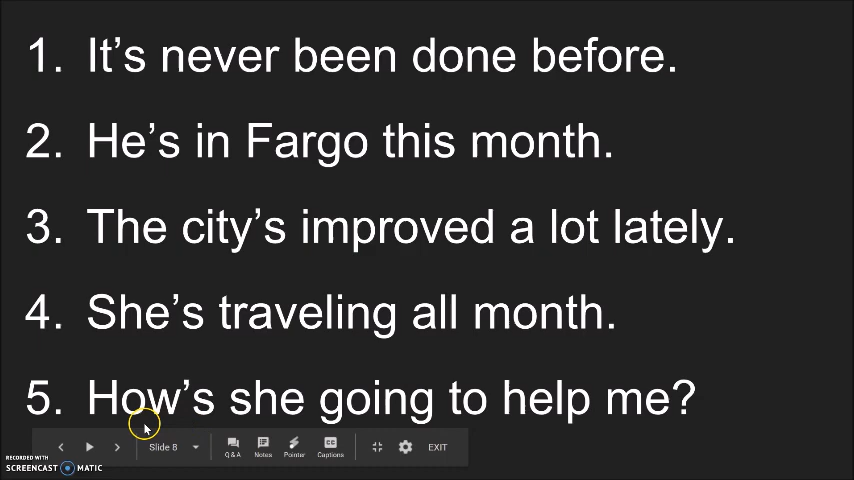 1. It's never been done before.
2. He's in Fargo this month.
3. The city's improved a lot lately.
4. She's traveling all month.
5. How's she going to help me?
Slide 8
Q & A
Notes
Pointer
Captions
EXIT
RECORDED WITH
SCREENCAST MATIC